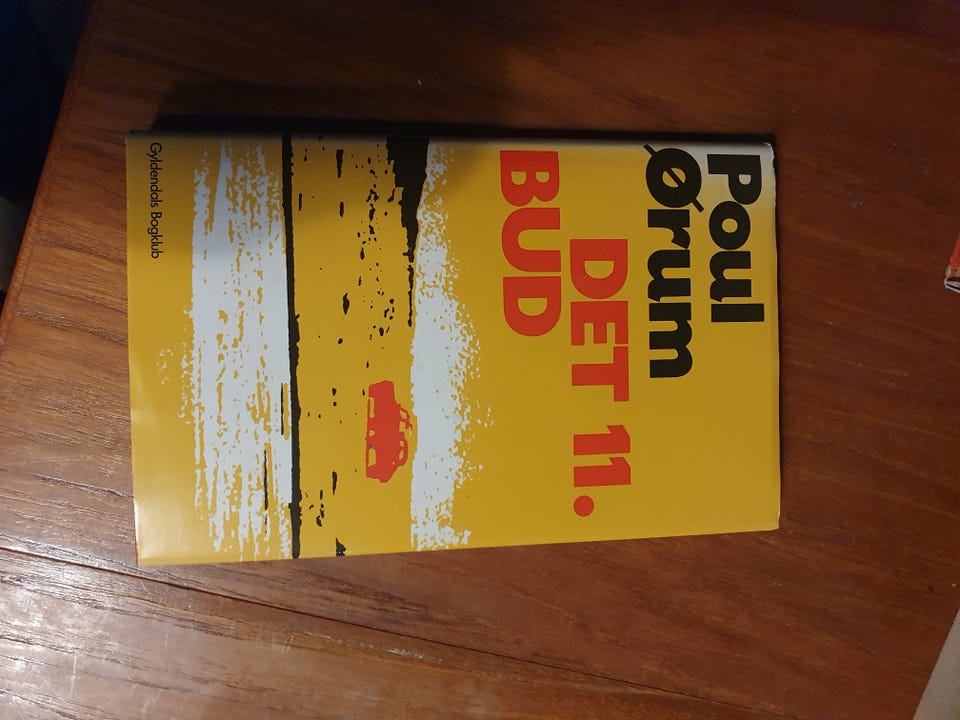 Poul
Ørum
DET 11.
BUD
Gyldendals Bogklub